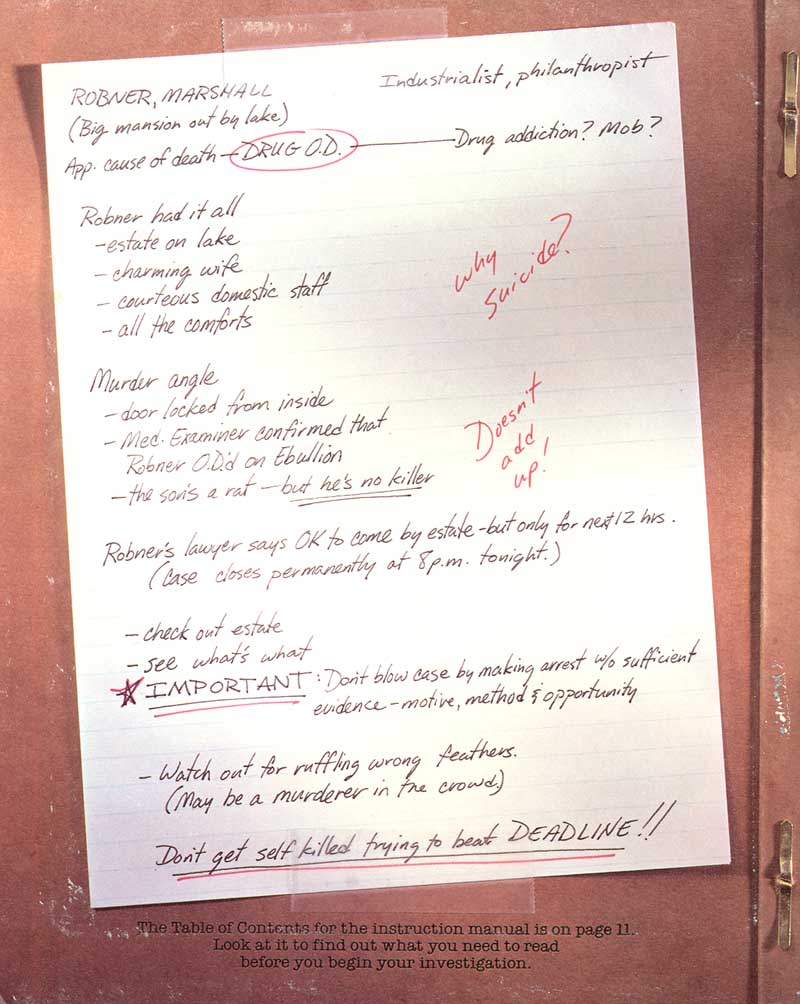 ROBNER, MARSHALL
Industrialist, philanthropist
(Big mansion out by lake.)
App. cause of death - DRUG O.D. Drug addiction? Mob?
Robner had it all
- estate on lake
- charming wife
- courteous domestic staff
- all the comforts
Why
Suicide?
Murder angle
- door locked from inside
- Med. Examiner confirmed that
Robner O.D.'d on Ebullion
- the son's a rat - but he's no killer
Doesn't
add
up!
Robner's lawyer says OK to come by estate - but only for next 12 hrs.
(Case closes permanently at 8 p.m. tonight.)
- check out estate
- see what's what
IMPORTANT: Don't blow case by making arrest w/o sufficient
evidence - motive, method & opportunity
- Watch out for ruffling wrong feathers.
(May be a murderer in the crowd.)
Don't get self killed trying to beat DEADLINE!!
The Table of Contents for the instruction manual is on page 11.
Look at it to find out what you need to read
before you begin your investigation.